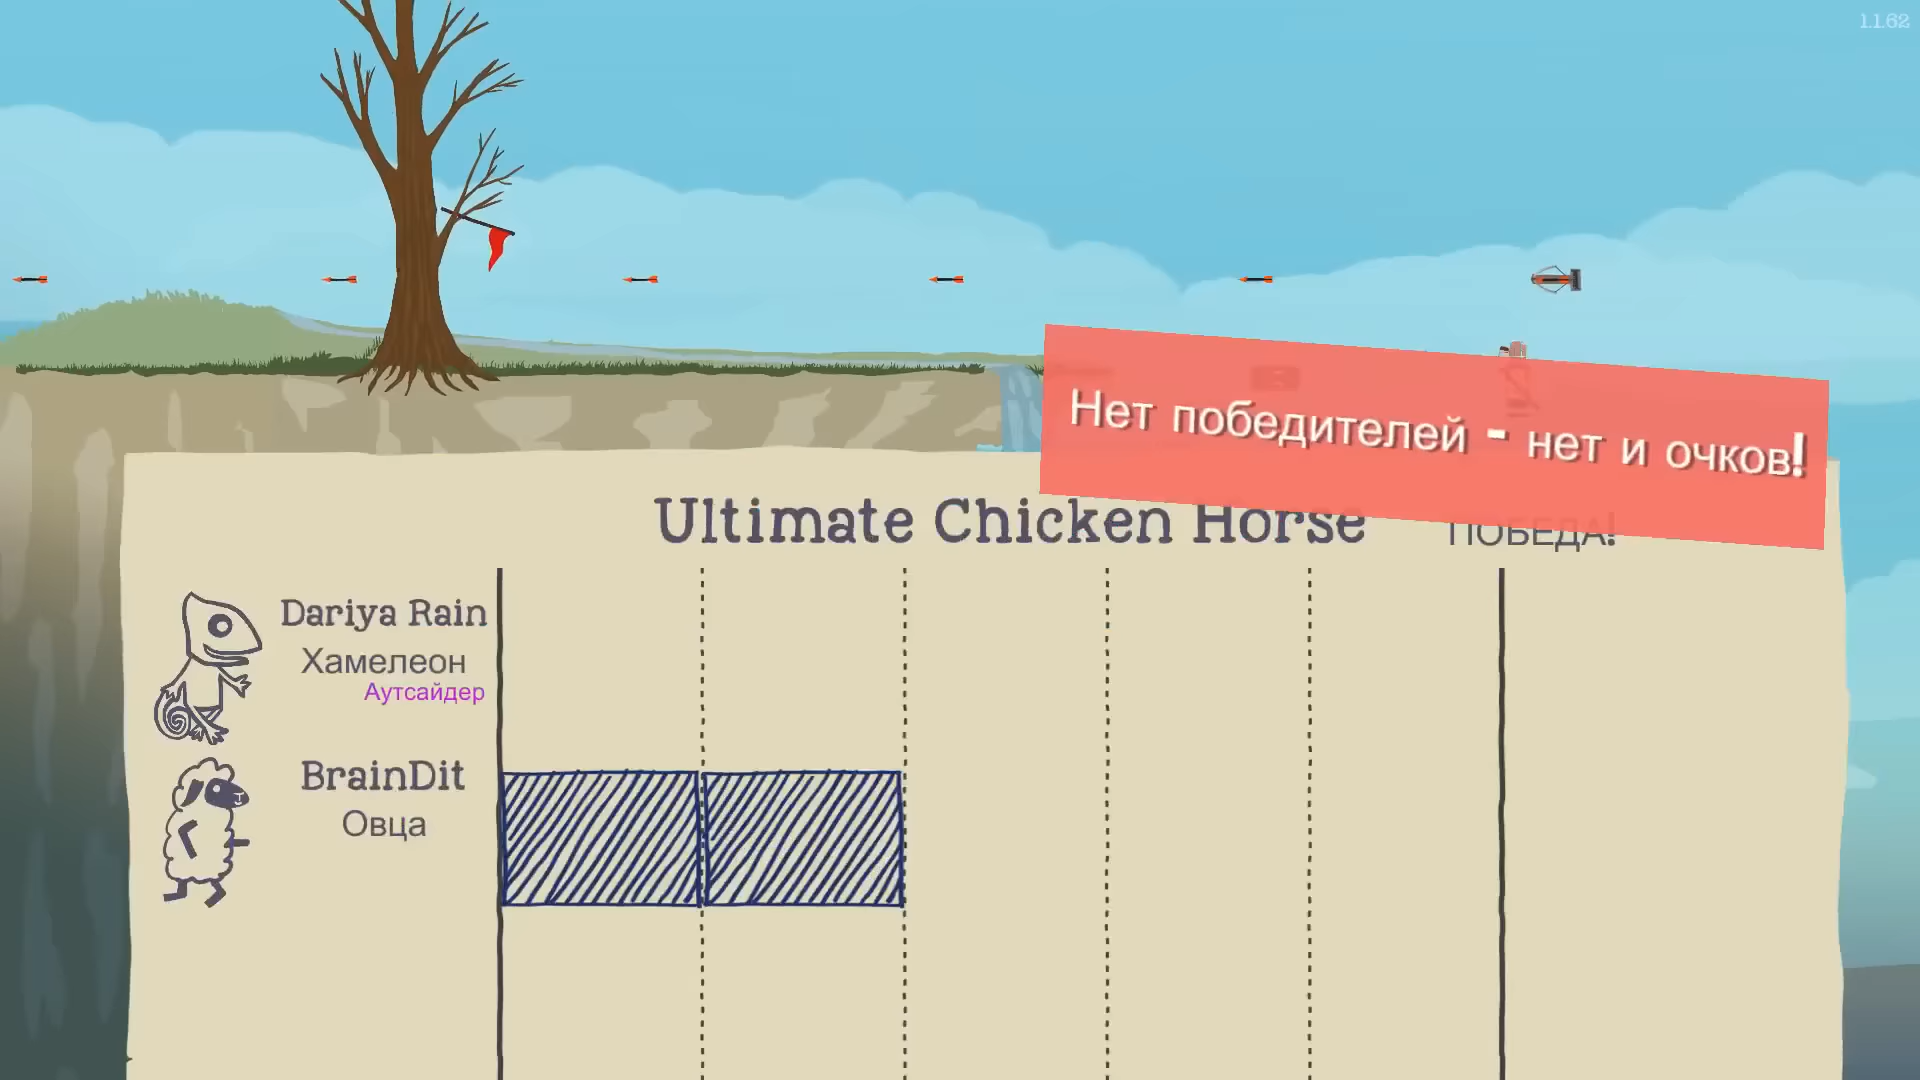 1.1.62
Нет победителей - нет и очков!
Ultimate Chicken Horse
ПОБЕДА!
Dariya Rain
Хамелеон
Аутсайдер
BrainDit
Овца